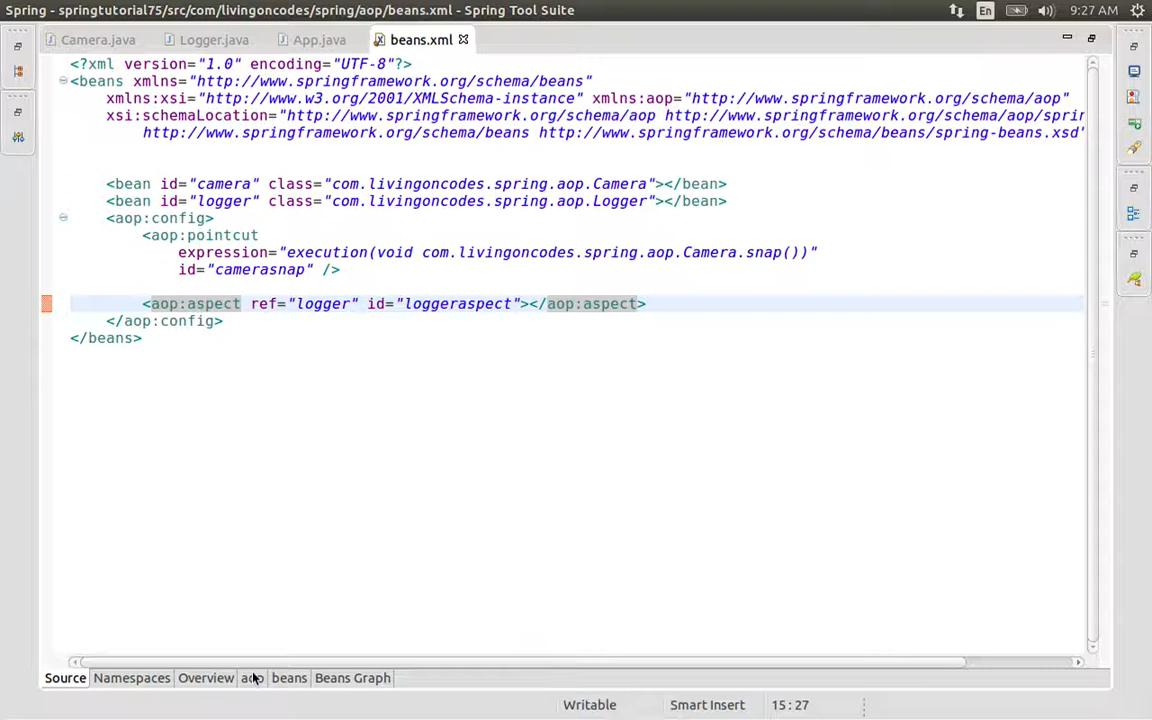 Spring - springtutorial75/src/com/livingoncodes/spring/aop/beans.xml - Spring Tool Suite
En
9:27 AM
Camera.java
Logger.java
App.java
beans.xml
<?xml version="1.0" encoding="UTF-8"?>
<beans xmlns="http://www.springframework.org/schema/beans"
xmlns:xsi="http://www.w3.org/2001/XMLSchema-instance" xmlns:aop="http://www.springframework.org/schema/aop"
xsi:schemaLocation="http://www.springframework.org/schema/aop http://www.springframework.org/schema/aop/sprin
http://www.springframework.org/schema/beans http://www.springframework.org/schema/beans/spring-beans.xsd"
<bean id="camera" class="com.livingoncodes.spring.aop.Camera"></bean>
<bean id="logger" class="com.livingoncodes.spring.aop.Logger"></bean>
<aop:config>
<aop:pointcut
expression="execution(void com.livingoncodes.spring.aop.Camera.snap())"
id="camerasnap" />
<aop:aspect ref="logger" id="loggeraspect"></aop:aspect>
</aop:config>
</beans>
Source
Namespaces
Overview
aop
beans
Beans Graph
Writable
Smart Insert
15 : 27